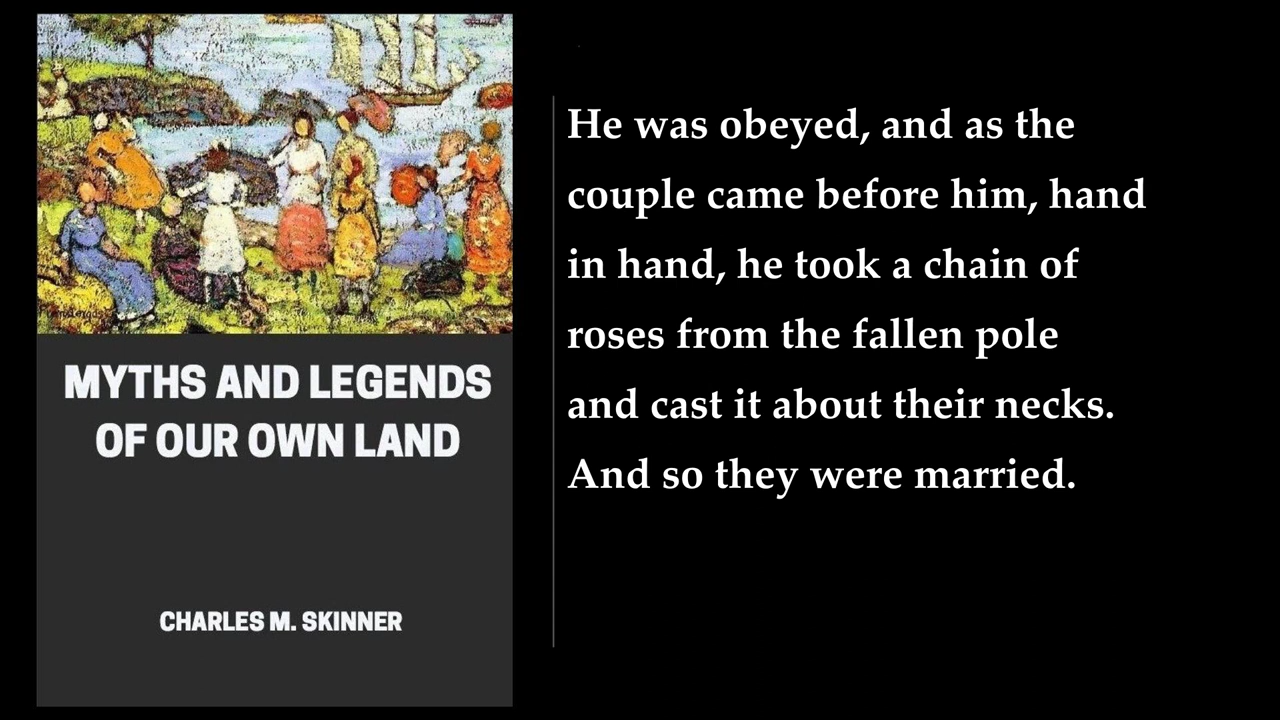 MYTHS AND LEGENDS
OF OUR OWN LAND
CHARLES M. SKINNER
He was obeyed, and as the
couple came before him, hand
in hand, he took a chain of
roses from the fallen pole
and cast it about their necks.
And so they were married.